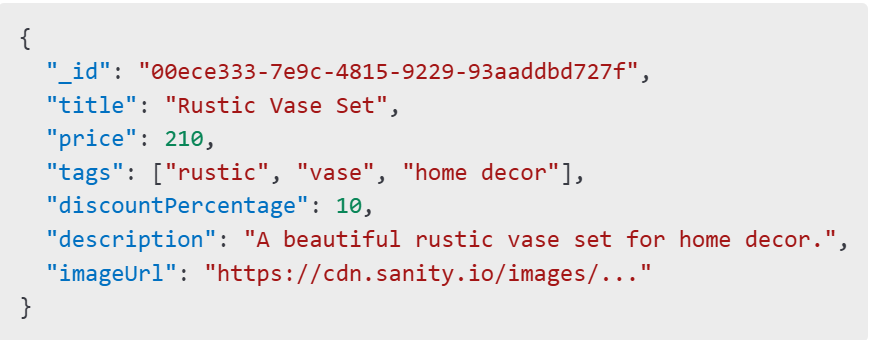 {
  "_id": "00ece333-7e9c-4815-9229-93aaddbd727f",
  "title": "Rustic Vase Set",
  "price": 210,
  "tags": ["rustic", "vase", "home decor"],
  "discountPercentage": 10,
  "description": "A beautiful rustic vase set for home decor.",
  "imageUrl": "https://cdn.sanity.io/images/..."
}